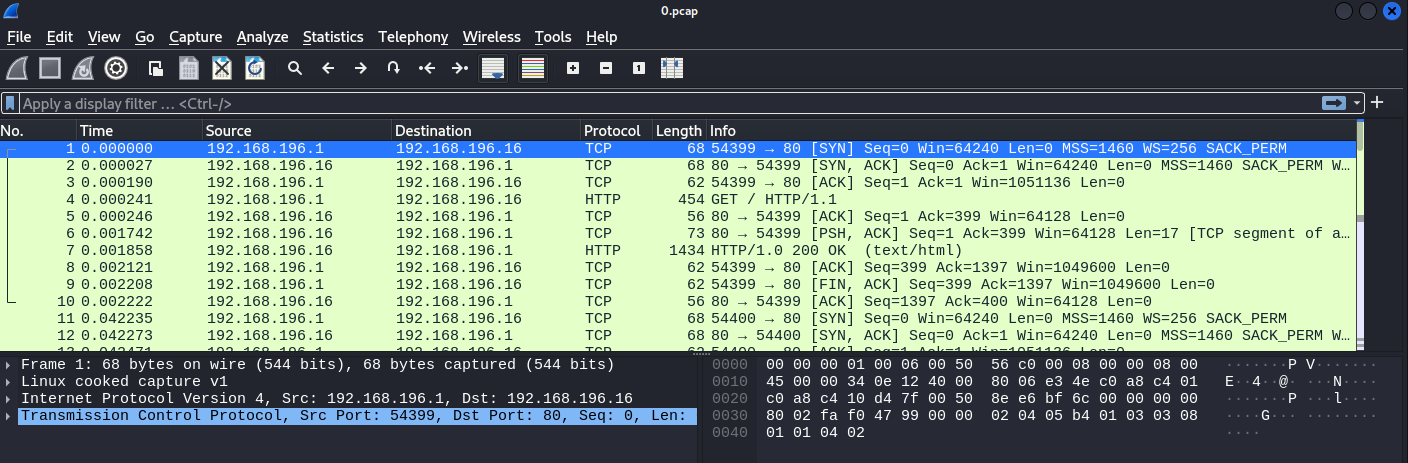 0.pcap
File Edit View Go Capture Analyze Statistics Telephony Wireless Tools Help
Apply a display filter … <Ctrl-/>
No. Time Source Destination Protocol Length Info
1 0.000000 192.168.196.1 192.168.196.16 TCP 68 54399 → 80 [SYN] Seq=0 Win=64240 Len=0 MSS=1460 WS=256 SACK_PERM
2 0.000027 192.168.196.16 192.168.196.1 TCP 68 80 → 54399 [SYN, ACK] Seq=0 Ack=1 Win=64240 Len=0 MSS=1460 SACK_PERM W…
3 0.000190 192.168.196.1 192.168.196.16 TCP 62 54399 → 80 [ACK] Seq=1 Ack=1 Win=1051136 Len=0
4 0.000241 192.168.196.1 192.168.196.16 HTTP 454 GET / HTTP/1.1
5 0.000246 192.168.196.16 192.168.196.1 TCP 56 80 → 54399 [ACK] Seq=1 Ack=399 Win=64128 Len=0
6 0.001742 192.168.196.16 192.168.196.1 TCP 73 80 → 54399 [PSH, ACK] Seq=1 Ack=399 Win=64128 Len=17 [TCP segment of a…
7 0.001858 192.168.196.16 192.168.196.1 HTTP 1434 HTTP/1.0 200 OK (text/html)
8 0.002121 192.168.196.1 192.168.196.16 TCP 62 54399 → 80 [ACK] Seq=399 Ack=1397 Win=1049600 Len=0
9 0.002208 192.168.196.1 192.168.196.16 TCP 62 54399 → 80 [FIN, ACK] Seq=399 Ack=1397 Win=1049600 Len=0
10 0.002222 192.168.196.16 192.168.196.1 TCP 56 80 → 54399 [ACK] Seq=1397 Ack=400 Win=64128 Len=0
11 0.042235 192.168.196.1 192.168.196.16 TCP 68 54400 → 80 [SYN] Seq=0 Win=64240 Len=0 MSS=1460 WS=256 SACK_PERM
12 0.042273 192.168.196.16 192.168.196.1 TCP 68 80 → 54400 [SYN, ACK] Seq=0 Ack=1 Win=64240 Len=0 MSS=1460 SACK_PERM W…
Frame 1: 68 bytes on wire (544 bits), 68 bytes captured (544 bits)
Linux cooked capture v1
Internet Protocol Version 4, Src: 192.168.196.1, Dst: 192.168.196.16
Transmission Control Protocol, Src Port: 54399, Dst Port: 80, Seq: 0, Len:
0000 00 00 00 01 00 06 00 50 56 c0 00 08 00 00 08 00 ·······P V·······
0010 45 00 00 34 0e 12 40 00 80 06 e3 4e c0 a8 c4 01 E··4··@· ···N····
0020 c0 a8 c4 10 d4 7f 00 50 8e e6 bf 6c 00 00 00 00 ·······P ···l····
0030 80 02 fa f0 47 99 00 00 02 04 05 b4 01 03 03 08 ····G··· ········
0040 01 01 04 02 ····